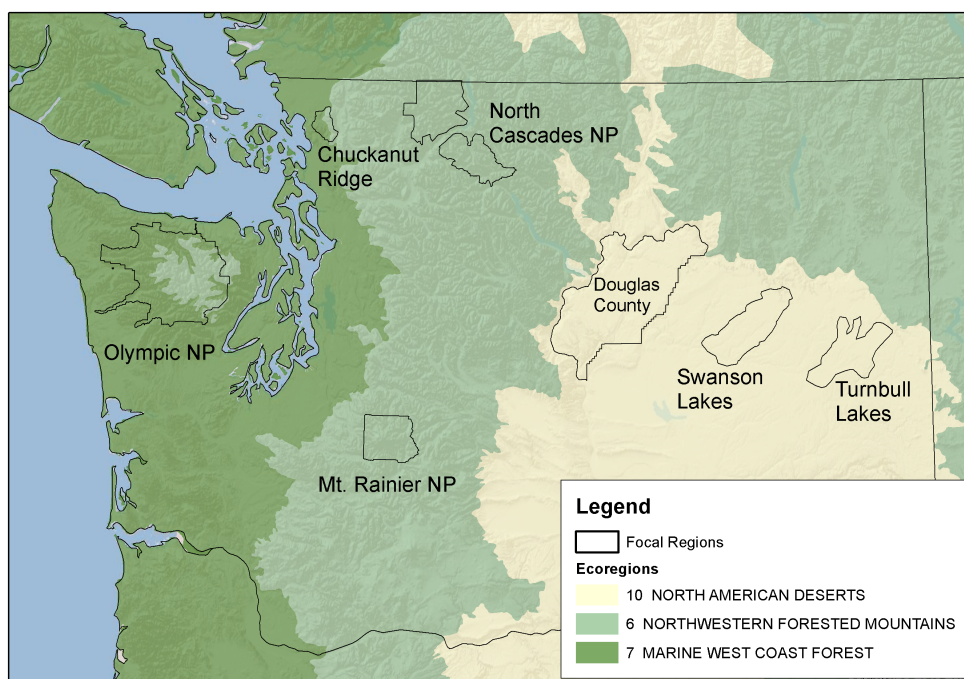 North
Cascades NP
Chuckanut
Ridge
Douglas
County
Olympic NP
Swanson
Lakes
Turnbull
Lakes
Mt. Rainier NP
Legend
Focal Regions
Ecoregions
10 NORTH AMERICAN DESERTS
6 NORTHWESTERN FORESTED MOUNTAINS
7 MARINE WEST COAST FOREST